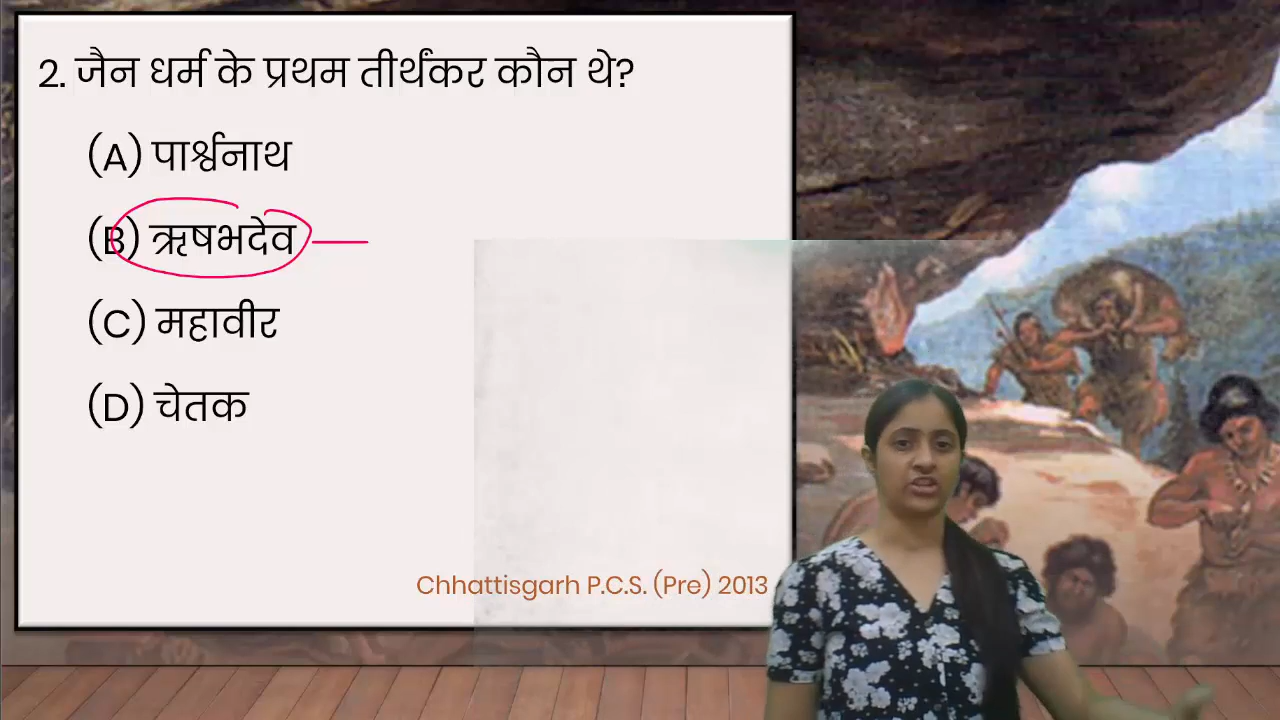 2. जैन धर्म के प्रथम तीर्थंकर कौन थे?
(A) पार्श्वनाथ
(B) ऋषभदेव
(C) महावीर
(D) चेतक
Chhattisgarh P.C.S. (Pre) 2013